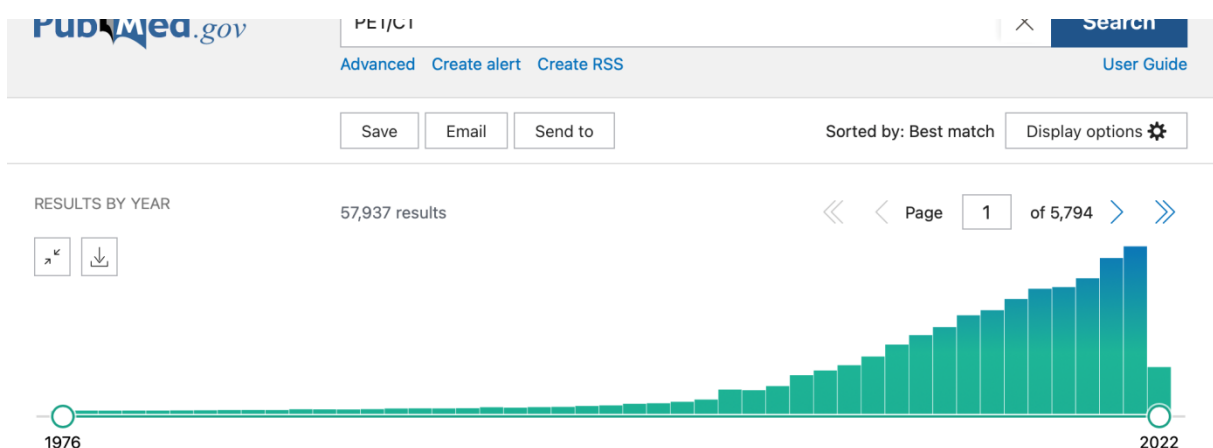 PubMed.gov
PET/CT
Search
Advanced Create alert Create RSS
User Guide
Save Email Send to
Sorted by: Best match Display options
RESULTS BY YEAR
57,937 results
Page 1 of 5,794
1976
2022